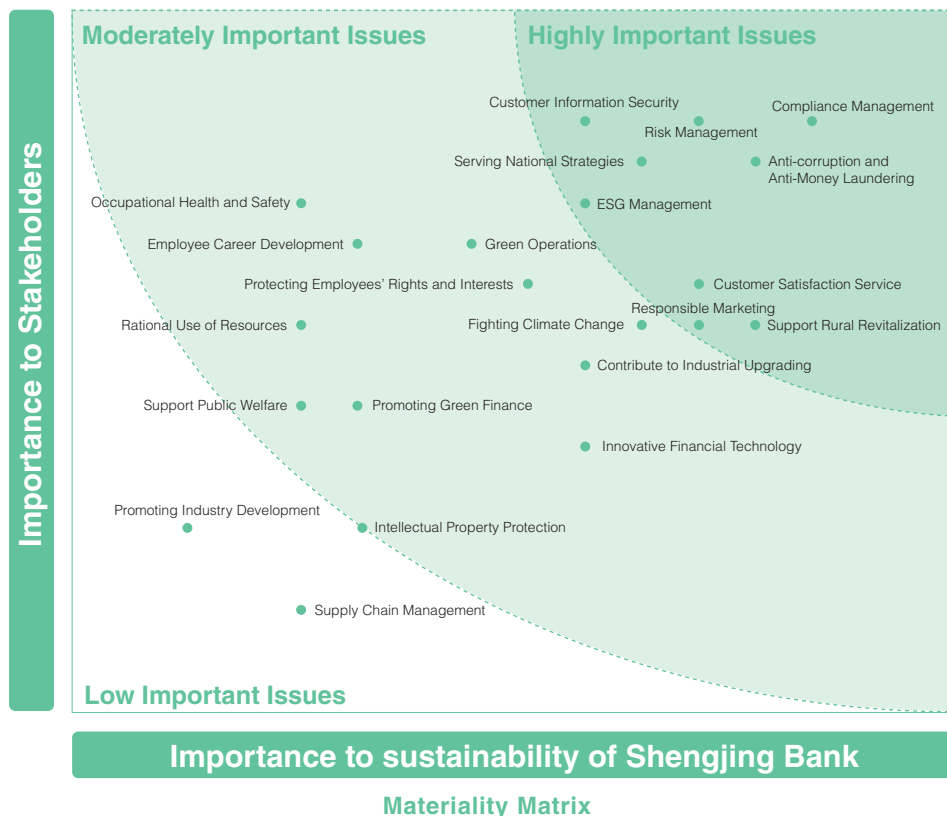 Importance to Stakeholders
Moderately Important Issues
Highly Important Issues
Customer Information Security
Compliance Management
Risk Management
Serving National Strategies
Anti-corruption and
Anti-Money Laundering
Occupational Health and Safety
ESG Management
Employee Career Development
Green Operations
Protecting Employees’ Rights and Interests
Customer Satisfaction Service
Responsible Marketing
Rational Use of Resources
Fighting Climate Change
Support Rural Revitalization
Contribute to Industrial Upgrading
Support Public Welfare
Promoting Green Finance
Innovative Financial Technology
Promoting Industry Development
Intellectual Property Protection
Supply Chain Management
Low Important Issues
Importance to sustainability of Shengjing Bank
Materiality Matrix